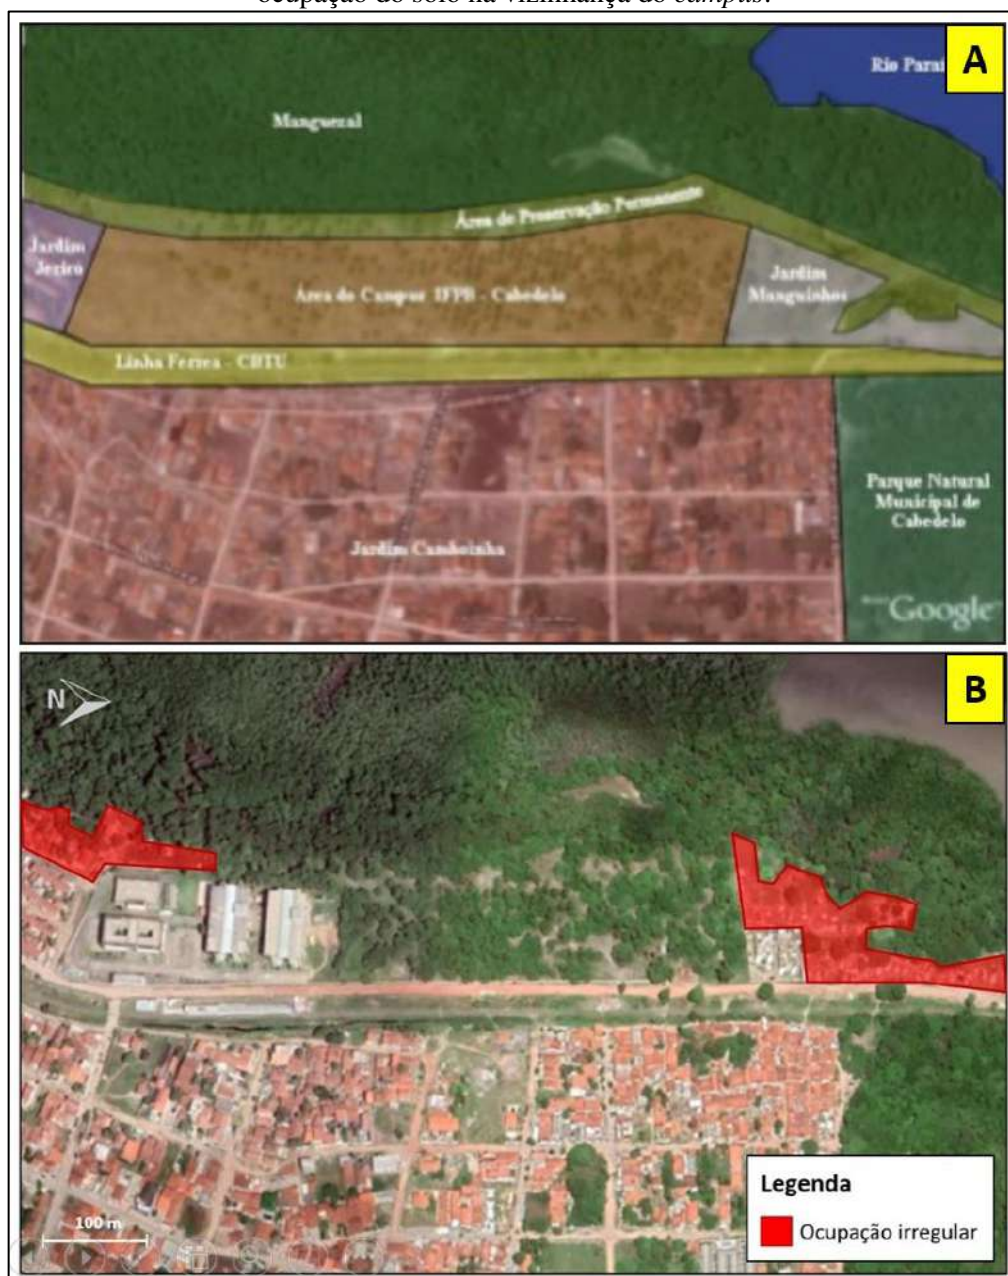 ocupação do solo na vizinhança do campus.
A
Rio Paraí
Manguezal
Área de Preservação Permanente
Jardim
Jericó
Área do Campus IFPB - Cabedelo
Jardim
Manguinhos
Linha Ferrea - CBTU
Parque Natural
Municipal de
Cabedelo
Jardim Camboinha
Google
B
N
Legenda
Ocupação irregular
100 m